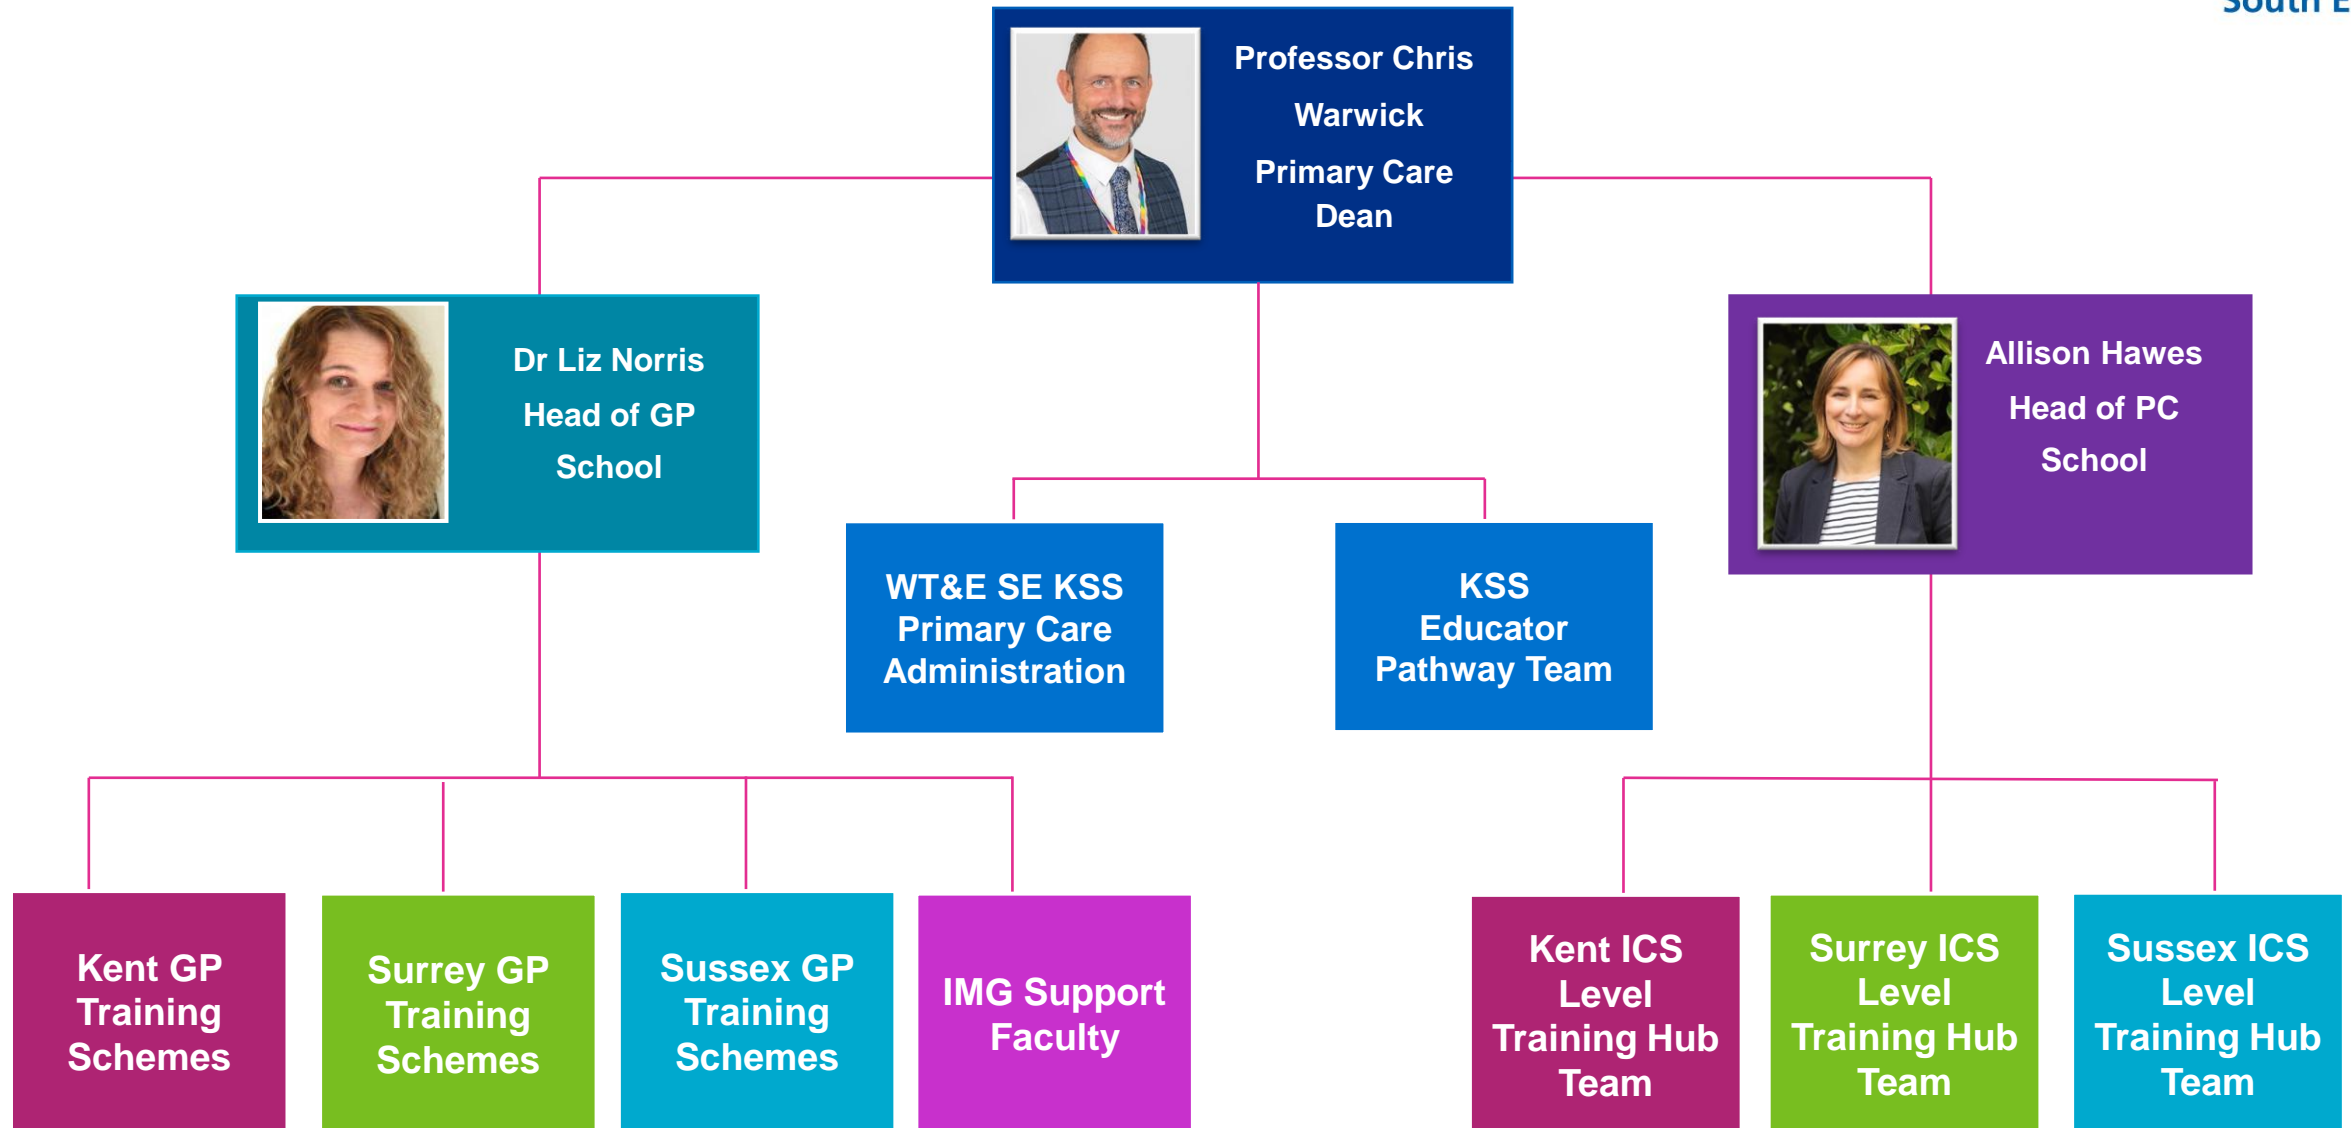 South E
Professor Chris
Warwick
Primary Care
Dean
Dr Liz Norris
Head of GP
School
Allison Hawes
Head of PC
School
WT&E SE KSS
Primary Care
Administration
KSS
Educator
Pathway Team
Kent GP
Training
Schemes
Surrey GP
Training
Schemes
Sussex GP
Training
Schemes
IMG Support
Faculty
Kent ICS
Level
Training Hub
Team
Surrey ICS
Level
Training Hub
Team
Sussex ICS
Level
Training Hub
Team